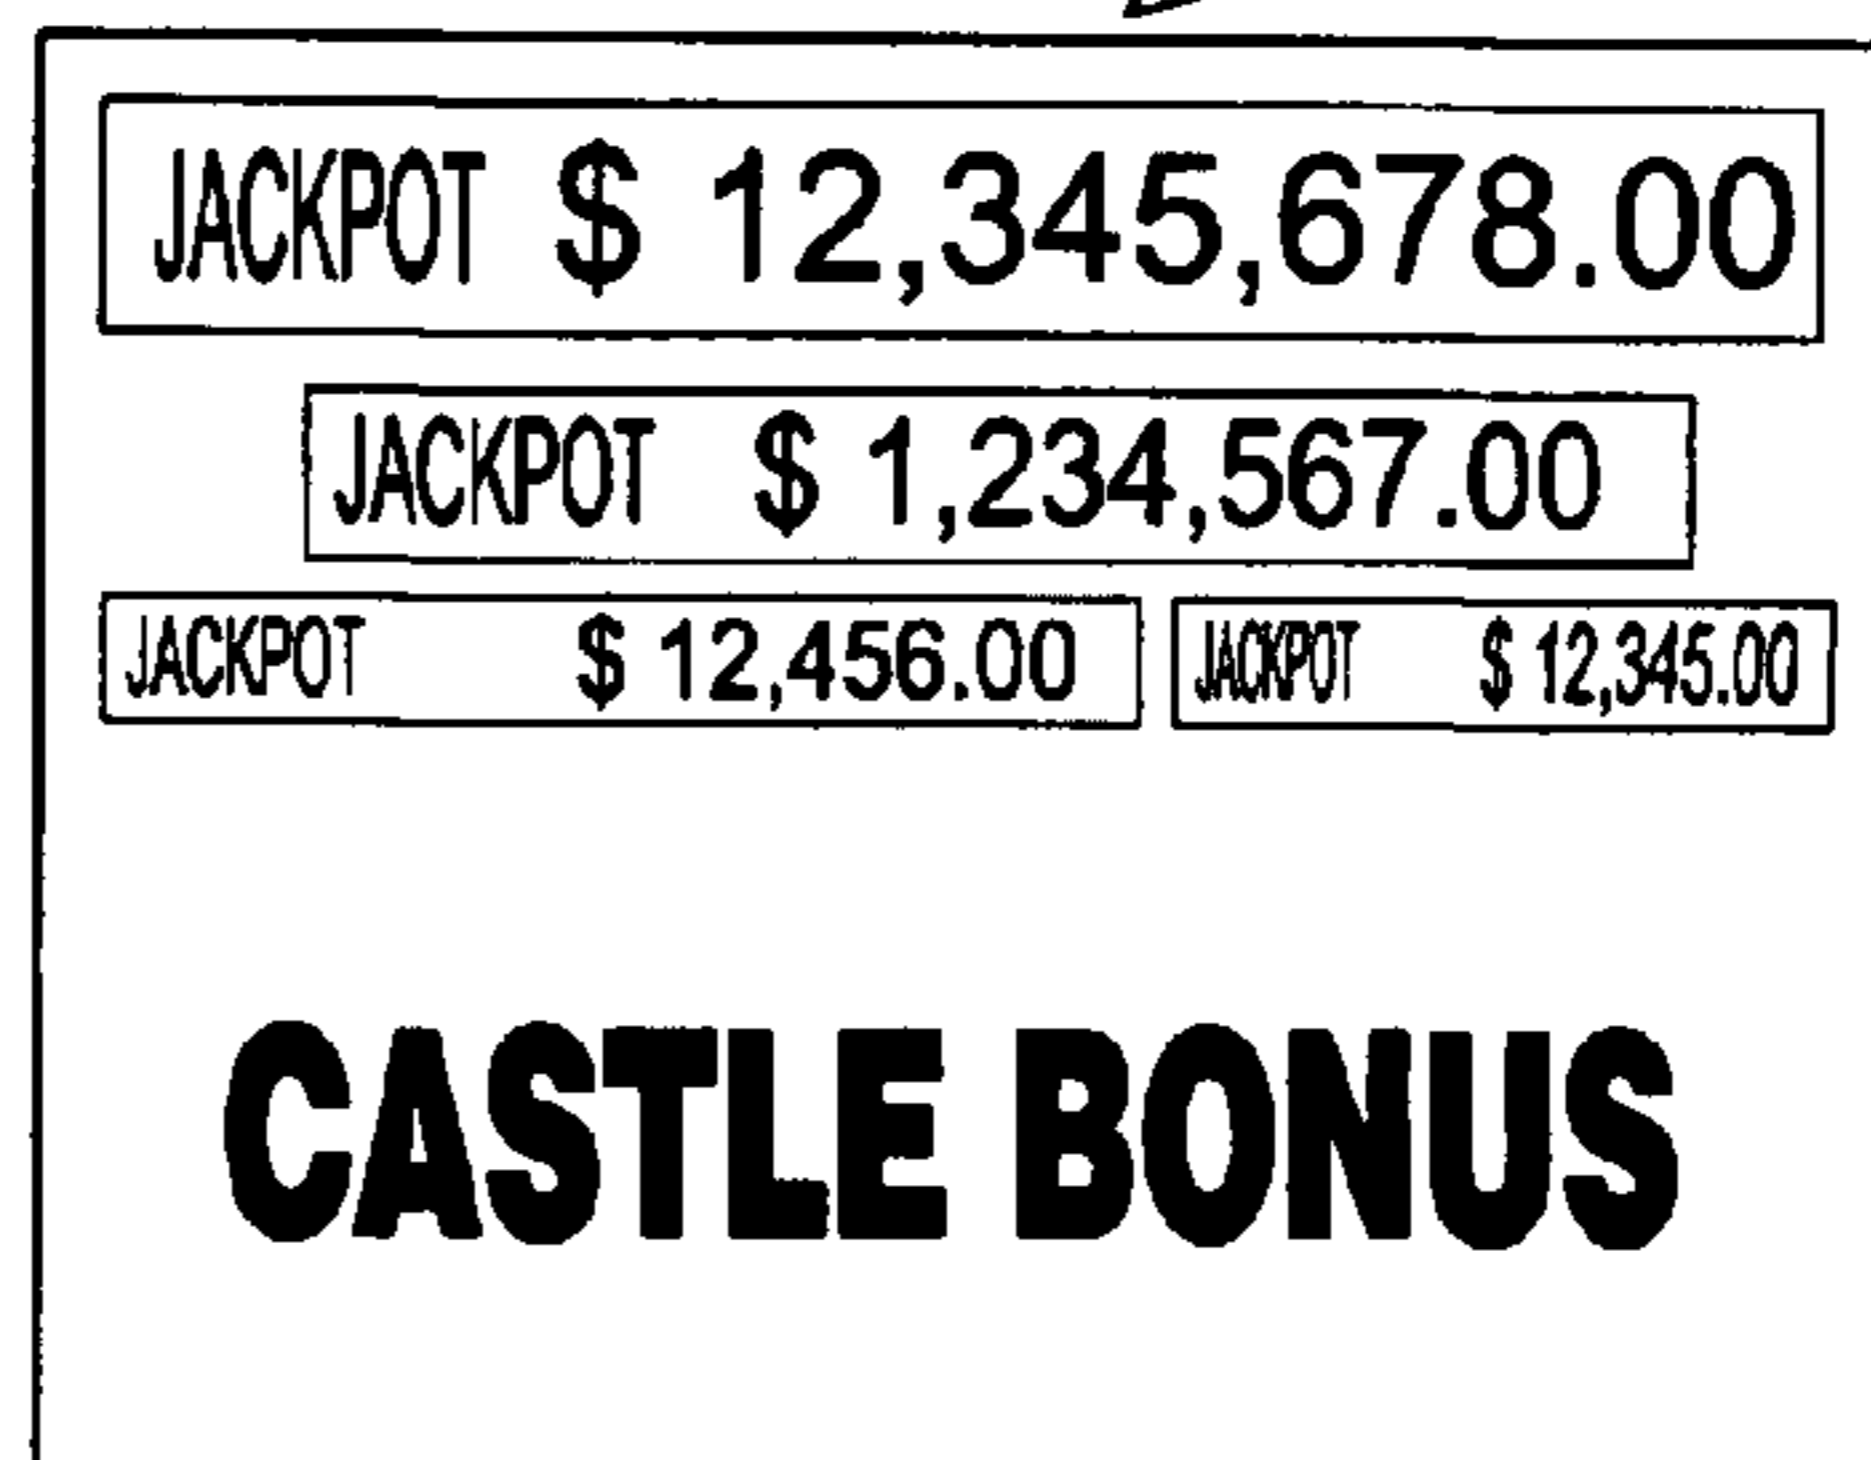 JACKPOT $ 12,345,678.00
JACKPOT $ 1,234,567.00
JACKPOT $ 12,456.00 JACKPOT $ 12,345.00
CASTLE BONUS